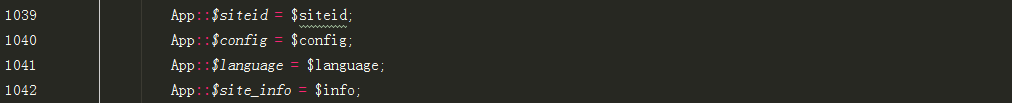 1039 App::$siteid = $siteid;
1040 App::$config = $config;
1041 App::$language = $language;
1042 App::$site_info = $info;